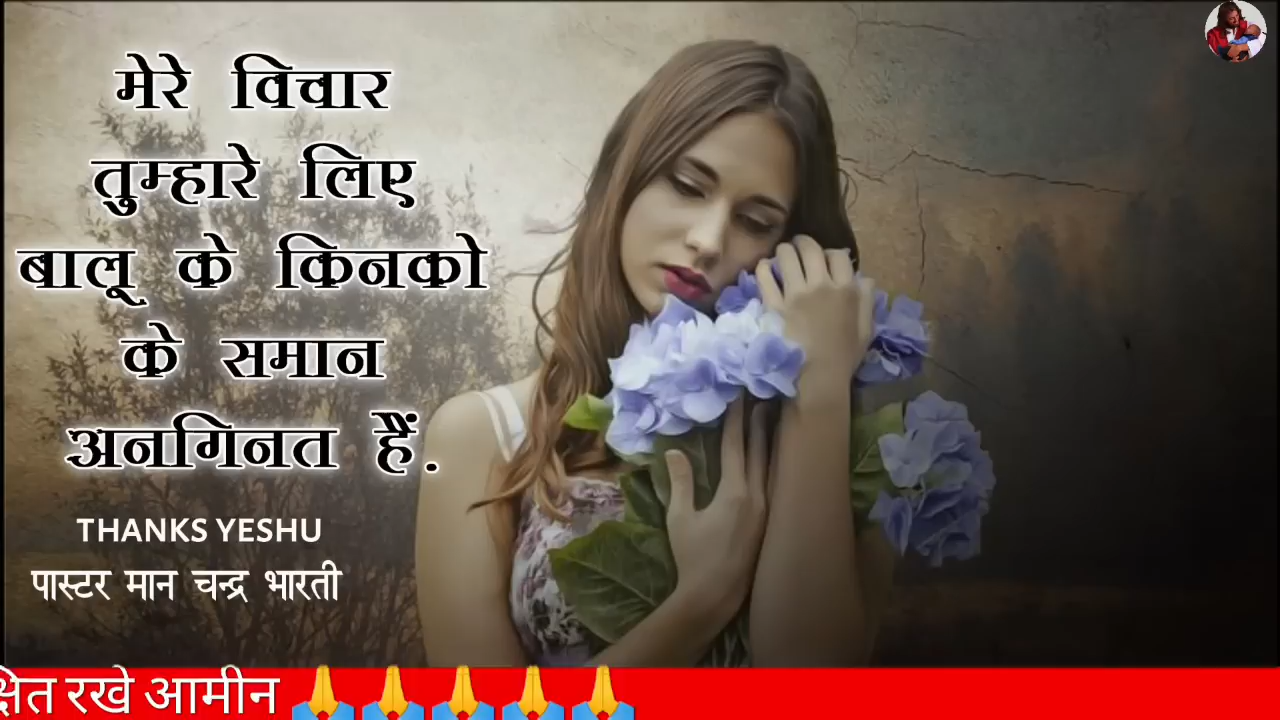 मेरे विचार
तुम्हारे लिए
बालू के किनको
के समान
अनगिनत हैं.
THANKS YESHU
पास्टर मान चन्द्र भारती
रखे आमीन 🙏🙏🙏🙏🙏